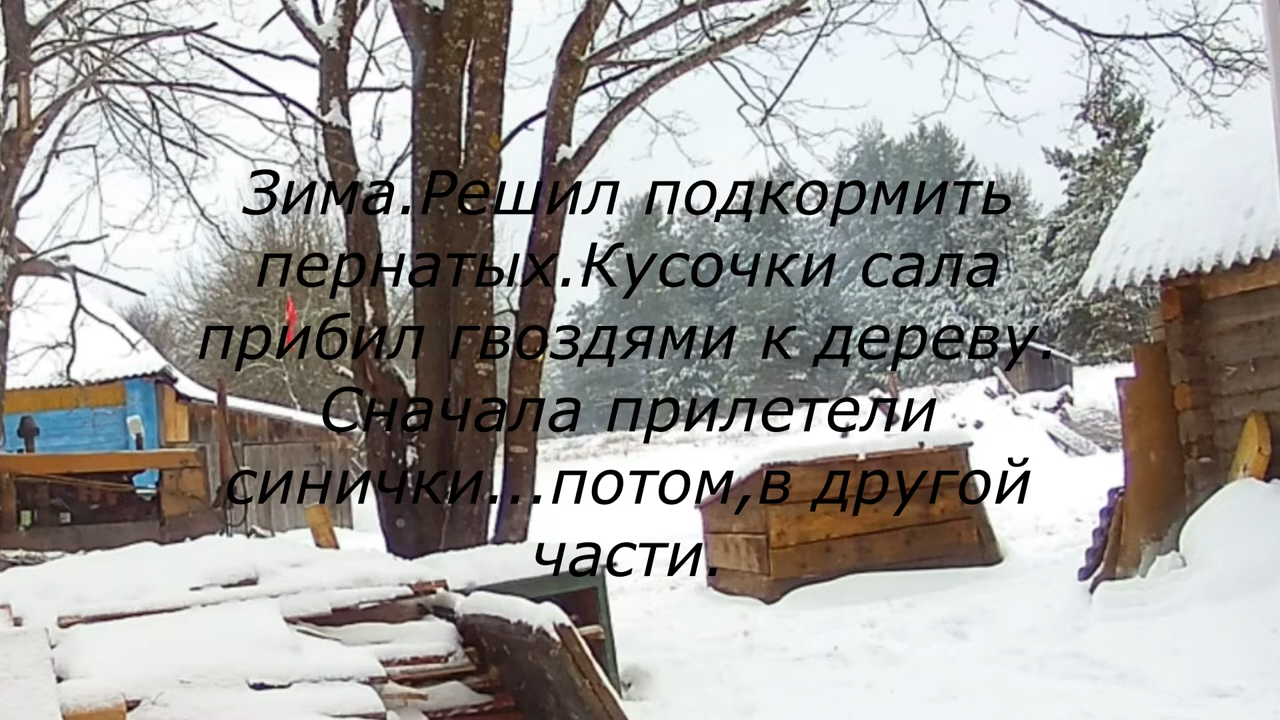 Зима.Решил подкормить
пернатых.Кусочки сала
прибил гвоздями к дереву.
Сначала прилетели
синички...потом,в другой
части.